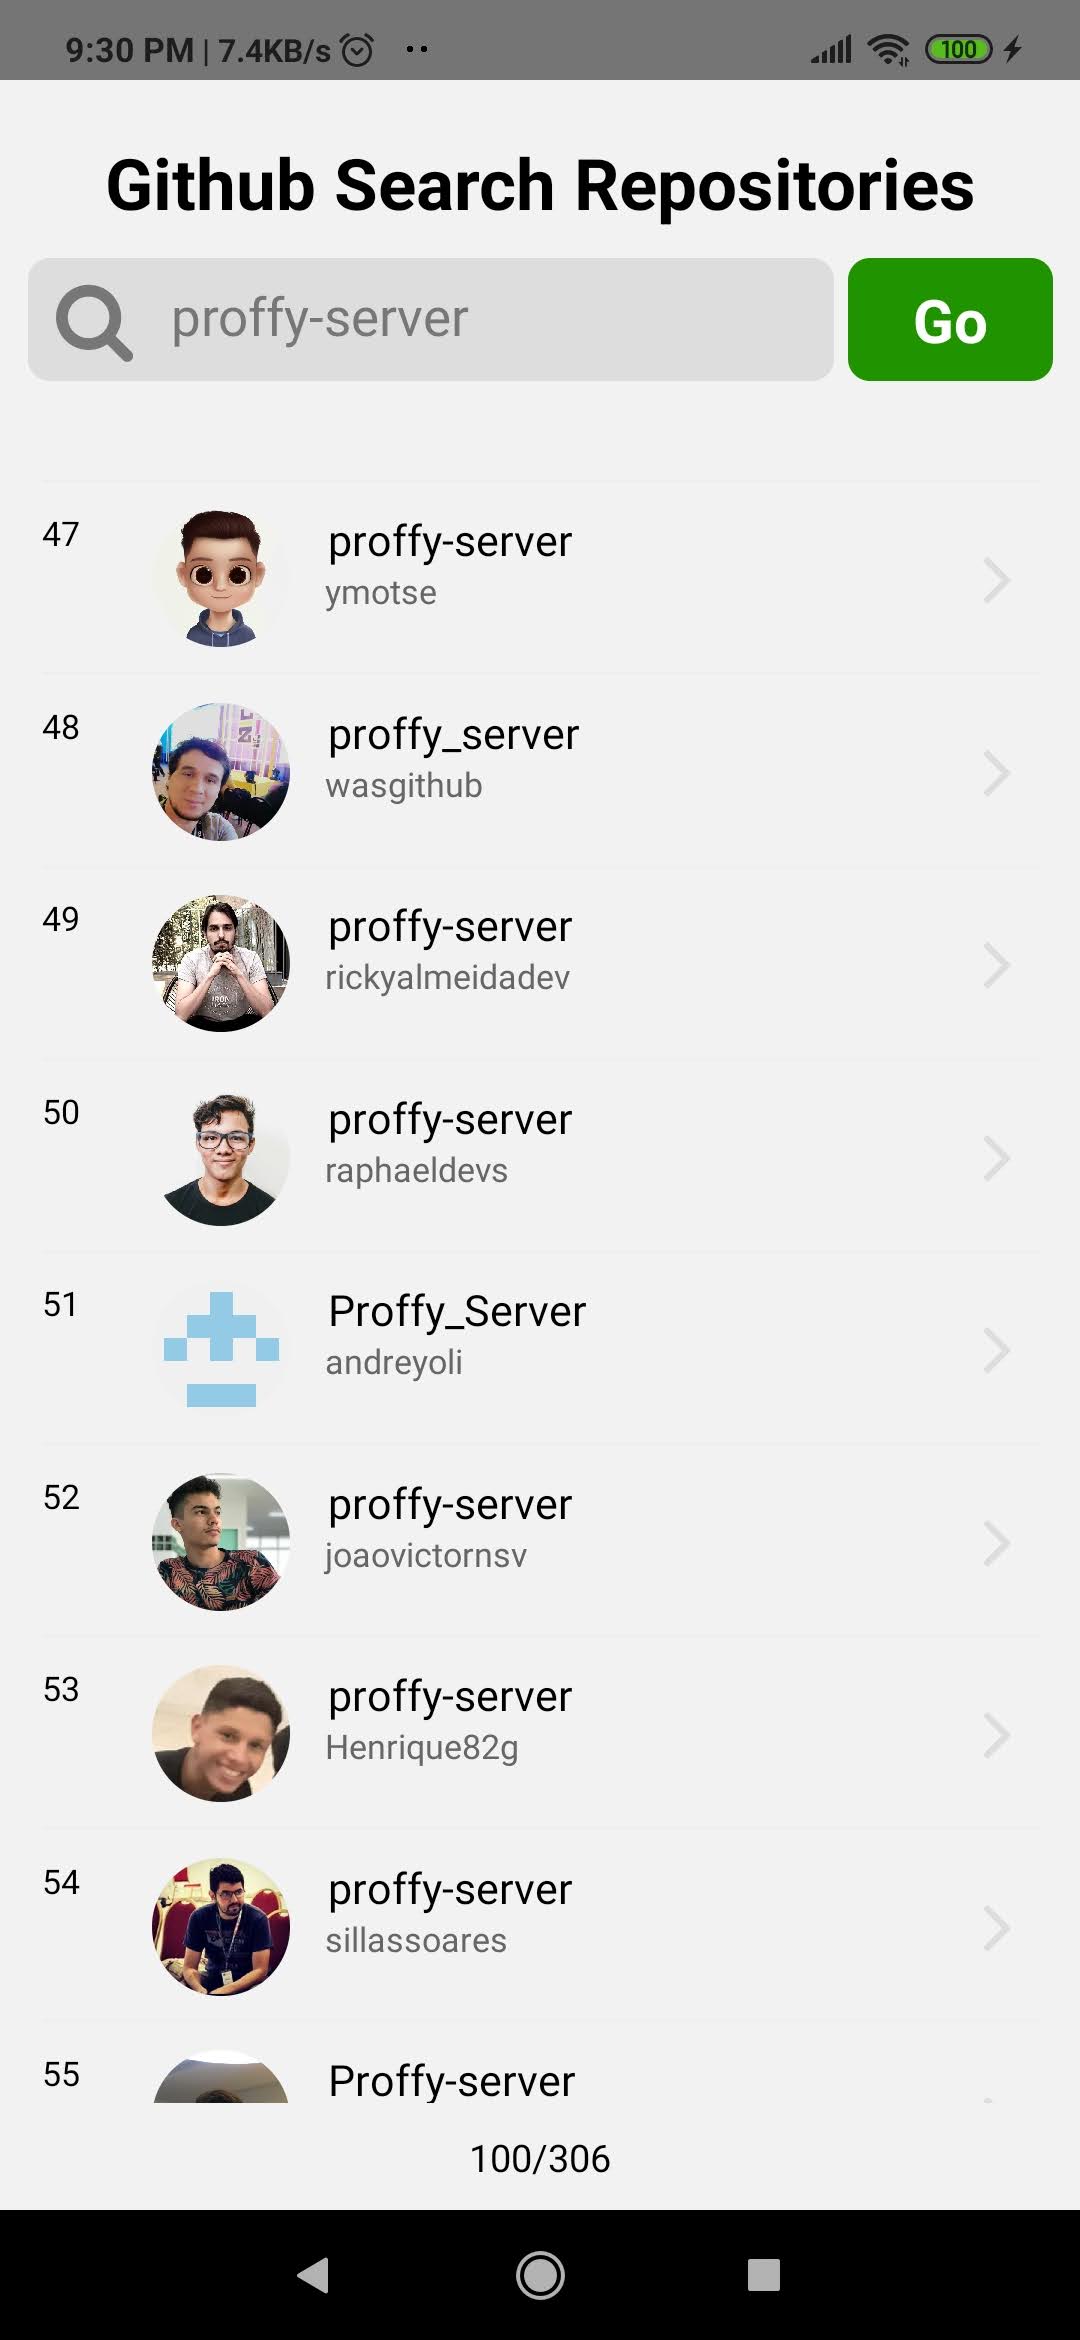 9:30 PM | 7.4KB/s
100
Github Search Repositories
proffy-server
Go
47
proffy-server
ymotse
48
proffy_server
wasgithub
49
proffy-server
rickyalmeidadev
50
proffy-server
raphaeldevs
51
Proffy_Server
andreyoli
52
proffy-server
joaovictornsv
53
proffy-server
Henrique82g
54
proffy-server
sillassoares
55
Proffy-server
100/306